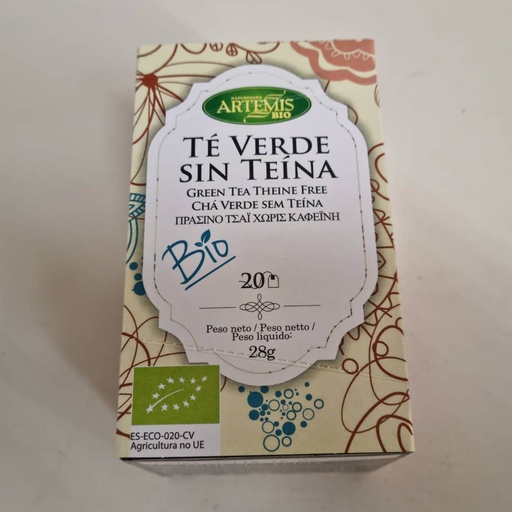 ARTEMIS
BIO
TÉ VERDE
SIN TEÍNA
GREEN TEA THEINE FREE
CHÁ VERDE SEM TEÍNA
ΠΡΑΣΙΝΟ ΤΣΑΪ ΧΩΡΙΣ ΚΑΦΕΪΝΗ
Bio
20
Peso neto / Peso netto /
Peso líquido:
28g
ES-ECO-020-CV
Agricultura no UE